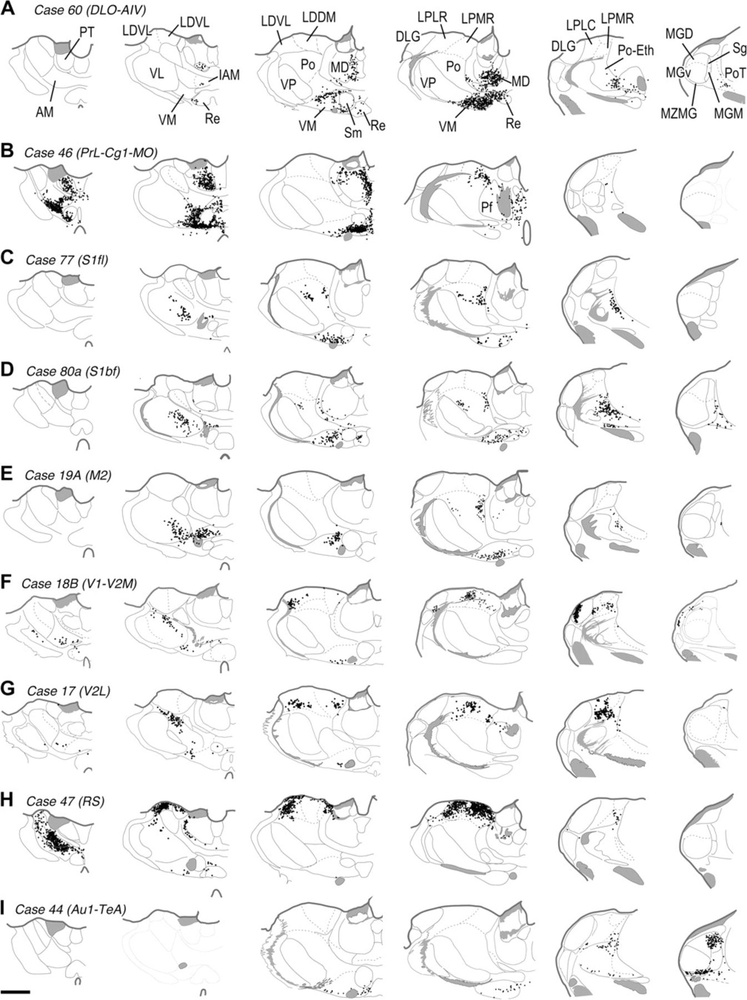 A Case 60 (DLO-AIV)
PT
AM
LDVL LDVL
VL
IAM
VM Re
LDVL LDDM
Po MD
VP
VM Sm Re
LPLR LPMR
DLG
Po
VP MD
VM Re
LPLC LPMR
DLG Po-Eth
MGD Sg
MGv PoT
MZMG MGM
B Case 46 (PrL-Cg1-MO)
Pf
C Case 77 (S1fl)
D Case 80a (S1bf)
E Case 19A (M2)
F Case 18B (V1-V2M)
G Case 17 (V2L)
H Case 47 (RS)
I Case 44 (Au1-TeA)